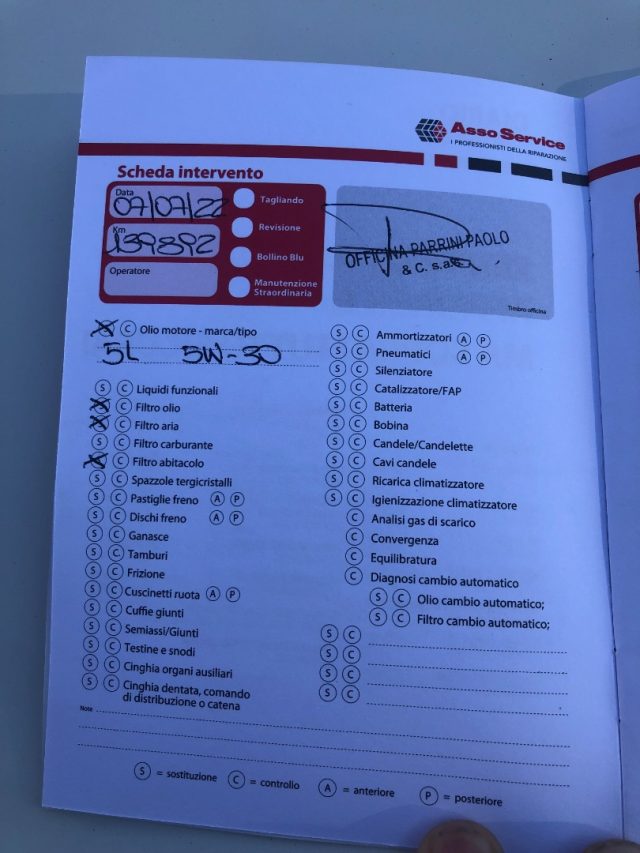 Asso Service
I PROFESSIONISTI DELLA RIPARAZIONE
Scheda intervento
Data
07/07/22
Km
139892
Operatore
Tagliando
Revisione
Bollino Blu
Manutenzione
Straordinaria
OFFICINA PARRINI PAOLO
& C. s.a.s.
Timbro officina
S C Olio motore - marca/tipo
5L 5W-30
S C Liquidi funzionali
S C Filtro olio
S C Filtro aria
S C Filtro carburante
S C Filtro abitacolo
S C Spazzole tergicristalli
S C Pastiglie freno A P
S C Dischi freno A P
S C Ganasce
S C Tamburi
S C Frizione
S C Cuscinetti ruota A P
S C Cuffie giunti
S C Semiassi/Giunti
S C Testine e snodi
S C Cinghia organi ausiliari
S C Cinghia dentata, comando
di distribuzione o catena
S C Ammortizzatori A P
S C Pneumatici A P
S C Silenziatore
S C Catalizzatore/FAP
S C Batteria
S C Bobina
S C Candele/Candelette
S C Cavi candele
S C Ricarica climatizzatore
S C Igienizzazione climatizzatore
C Analisi gas di scarico
C Convergenza
C Equilibratura
C Diagnosi cambio automatico
S C Olio cambio automatico;
S C Filtro cambio automatico;
S C
S C
S C
S C
Note
S = sostituzione C = controllo A = anteriore P = posteriore